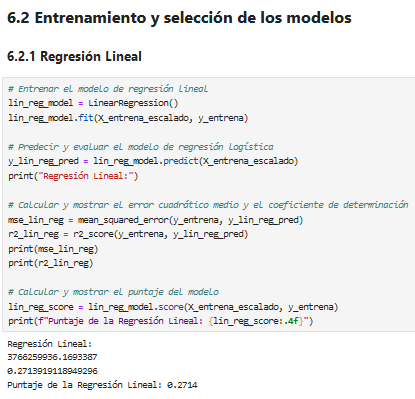 6.2 Entrenamiento y selección de los modelos
6.2.1 Regresión Lineal
# Entrenar el modelo de regresión lineal
lin_reg_model = LinearRegression()
lin_reg_model.fit(X_entrena_escalado, y_entrena)
# Predecir y evaluar el modelo de regresión logística
y_lin_reg_pred = lin_reg_model.predict(X_entrena_escalado)
print("Regresión Lineal:")
# Calcular y mostrar el error cuadrático medio y el coeficiente de determinación
mse_lin_reg = mean_squared_error(y_entrena, y_lin_reg_pred)
r2_lin_reg = r2_score(y_entrena, y_lin_reg_pred)
print(mse_lin_reg)
print(r2_lin_reg)
# Calcular y mostrar el puntaje del modelo
lin_reg_score = lin_reg_model.score(X_entrena_escalado, y_entrena)
print(f"Puntaje de la Regresión Lineal: {lin_reg_score:.4f}")
Regresión Lineal:
3766259936.1693387
0.2713919118949296
Puntaje de la Regresión Lineal: 0.2714